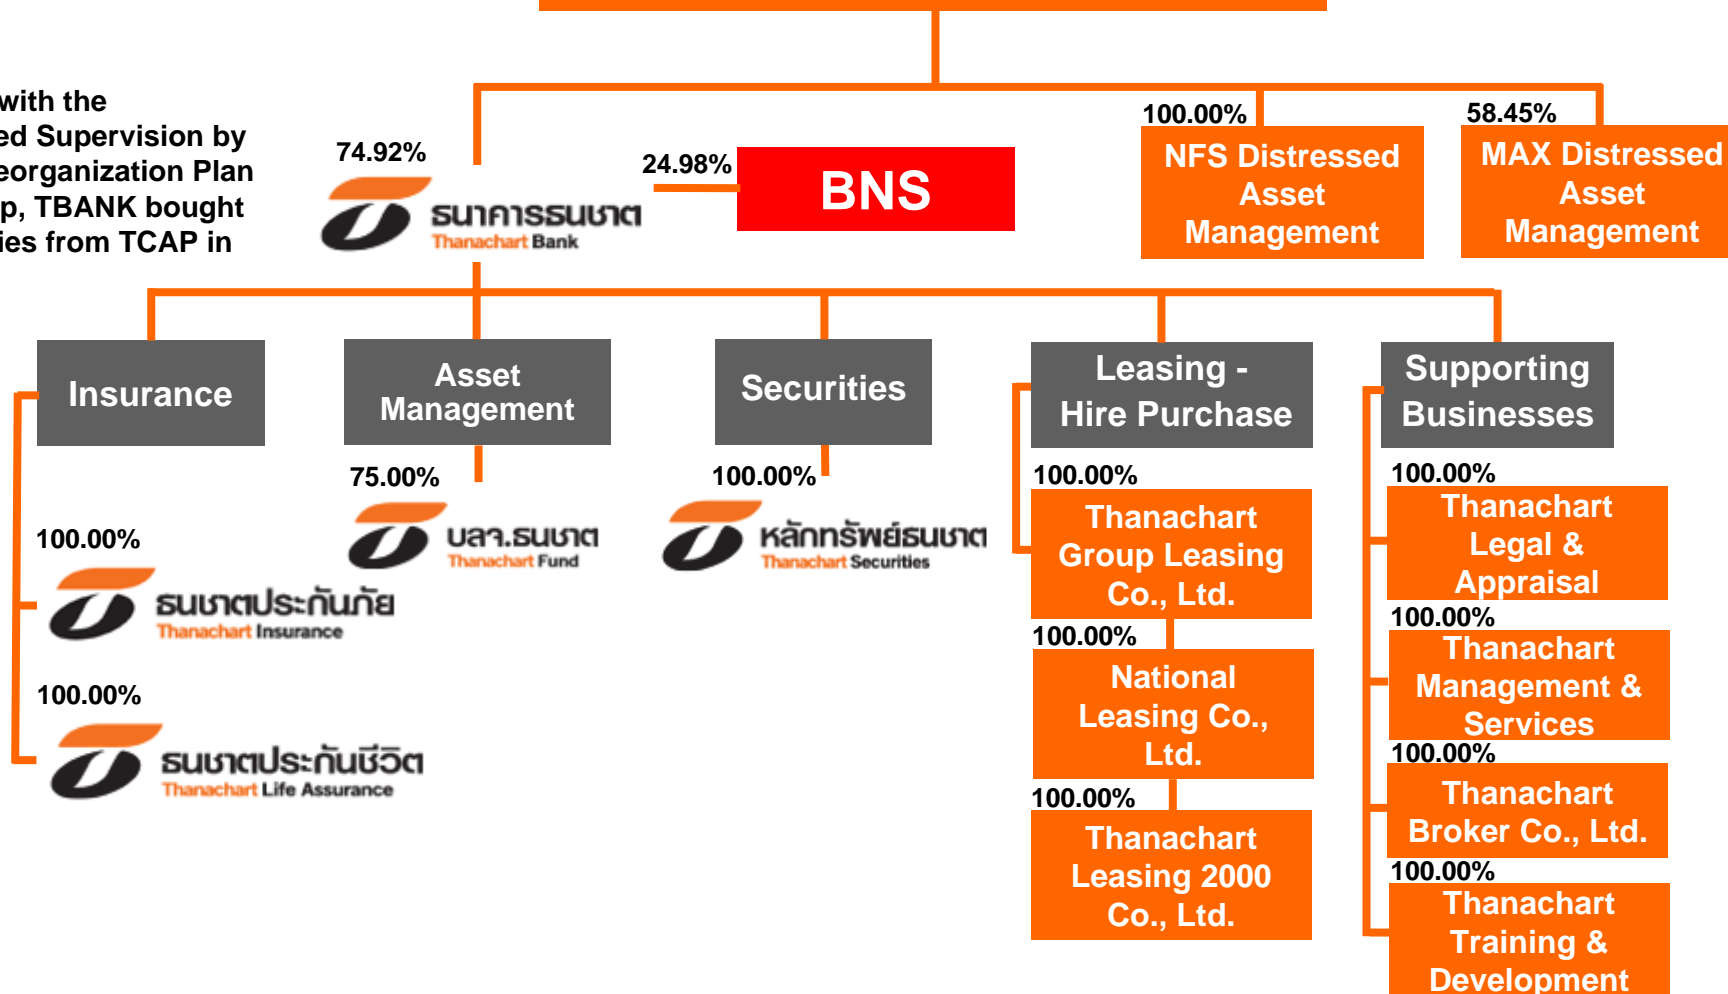 with the
ed Supervision by
eorganization Plan
p, TBANK bought
ies from TCAP in
74.92%
ธนาคารธนชาต
Thanachart Bank
24.98%
BNS
100.00%
NFS Distressed
Asset
Management
58.45%
MAX Distressed
Asset
Management
Insurance
100.00%
ธนชาตประกันภัย
Thanachart Insurance
100.00%
ธนชาตประกันชีวิต
Thanachart Life Assurance
Asset
Management
75.00%
บลจ.ธนชาต
Thanachart Fund
Securities
100.00%
หลักทรัพย์ธนชาต
Thanachart Securities
Leasing -
Hire Purchase
100.00%
Thanachart
Group Leasing
Co., Ltd.
100.00%
National
Leasing Co.,
Ltd.
100.00%
Thanachart
Leasing 2000
Co., Ltd.
Supporting
Businesses
100.00%
Thanachart
Legal &
Appraisal
100.00%
Thanachart
Management &
Services
100.00%
Thanachart
Broker Co., Ltd.
100.00%
Thanachart
Training &
Development